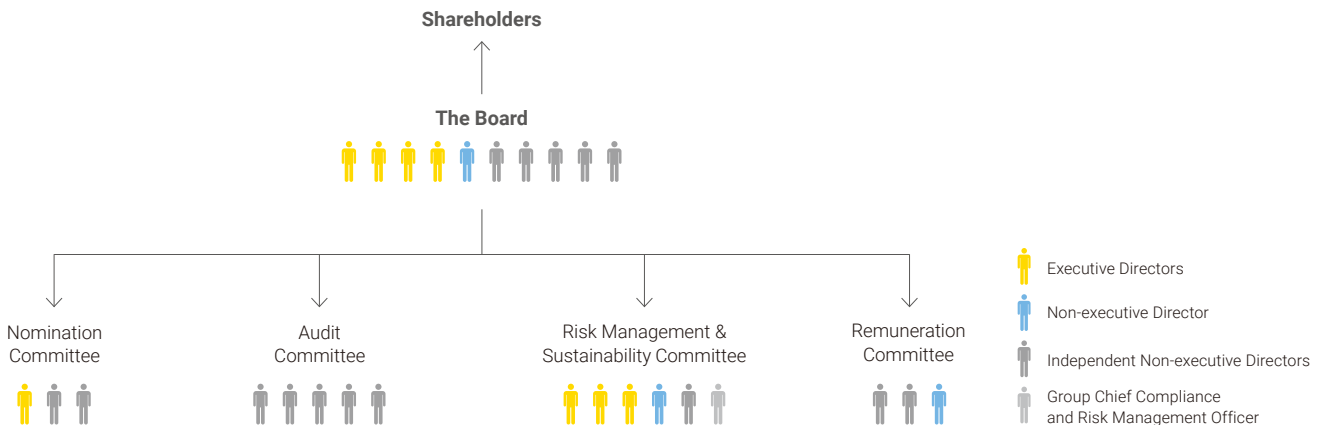 Shareholders
The Board
Nomination
Committee
Audit
Committee
Risk Management &
Sustainability Committee
Remuneration
Committee
Executive Directors
Non-executive Director
Independent Non-executive Directors
Group Chief Compliance
and Risk Management Officer